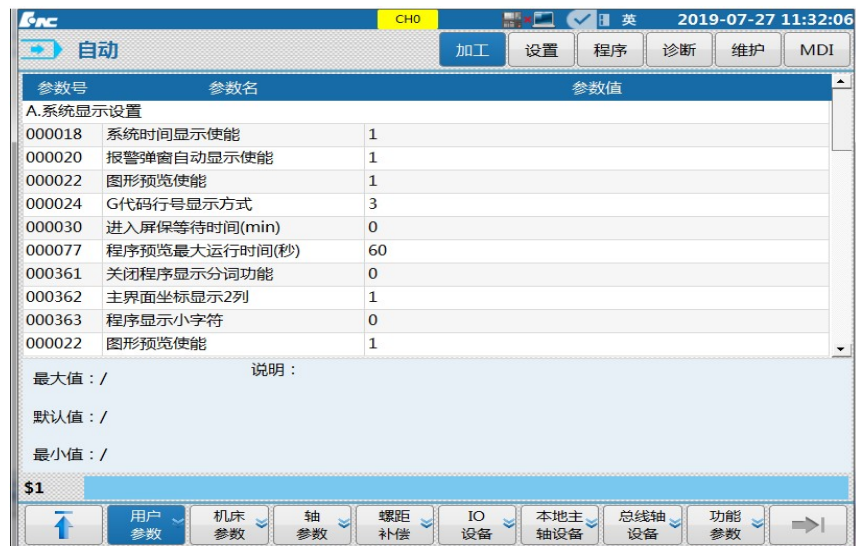 CH0
英 2019-07-27 11:32:06
自动 加工 设置 程序 诊断 维护 MDI
参数号 参数名 参数值
A.系统显示设置
000018 系统时间显示使能 1
000020 报警弹窗自动显示使能 1
000022 图形预览使能 1
000024 G代码行号显示方式 3
000030 进入屏保等待时间(min) 0
000077 程序预览最大运行时间(秒) 60
000361 关闭程序显示分词功能 0
000362 主界面坐标显示2列 1
000363 程序显示小字符 0
000022 图形预览使能 1
最大值：/ 说明：
默认值：/
最小值：/
$1
用户 机床 轴 螺距 IO 本地主 总线轴 功能
参数 参数 参数 补偿 设备 轴设备 设备 参数